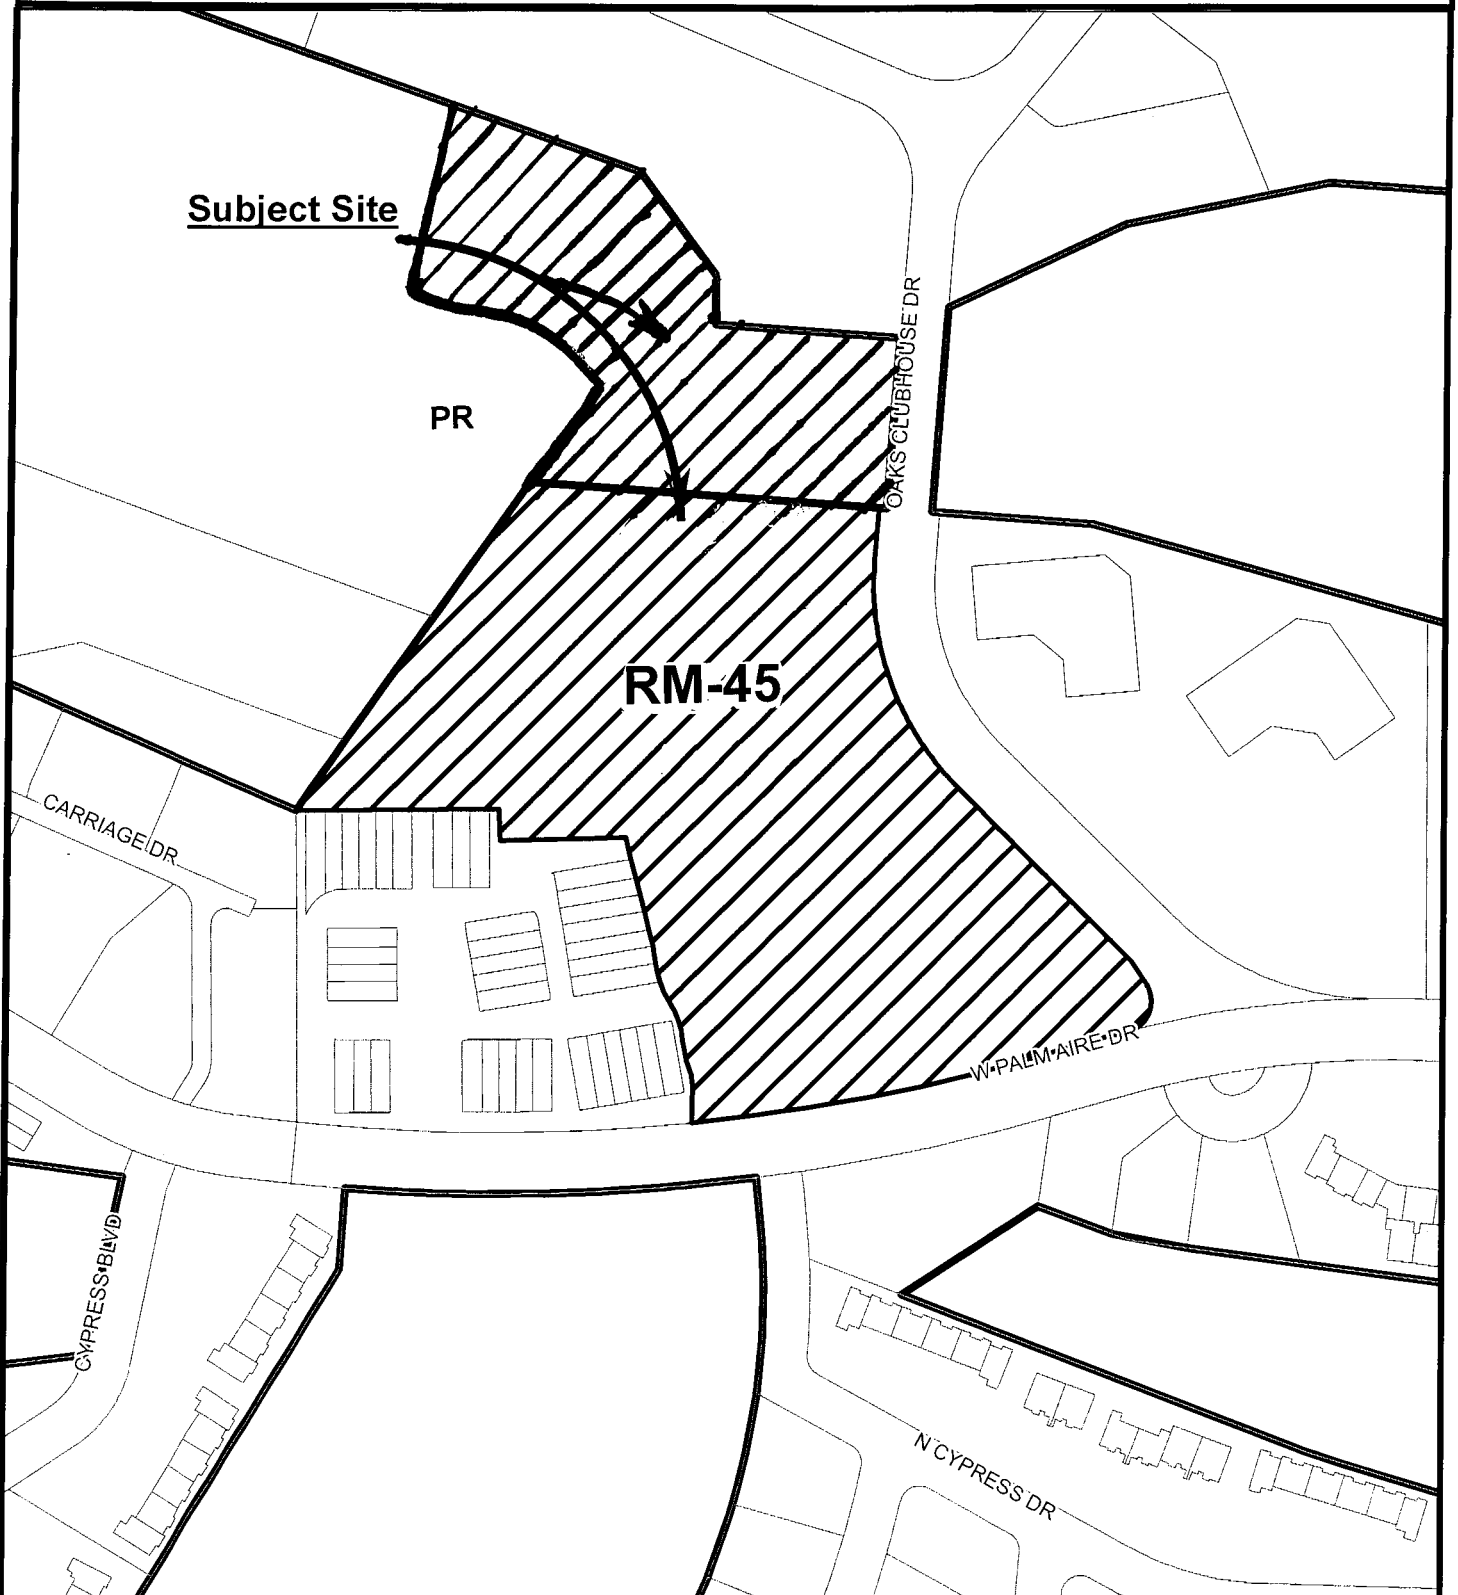 Subject Site
OAKS CLUBHOUSE DR
PR
RM-45
CARRIAGE DR
W PALM AIRE DR
CYPRESS BLVD
N CYPRESS DR